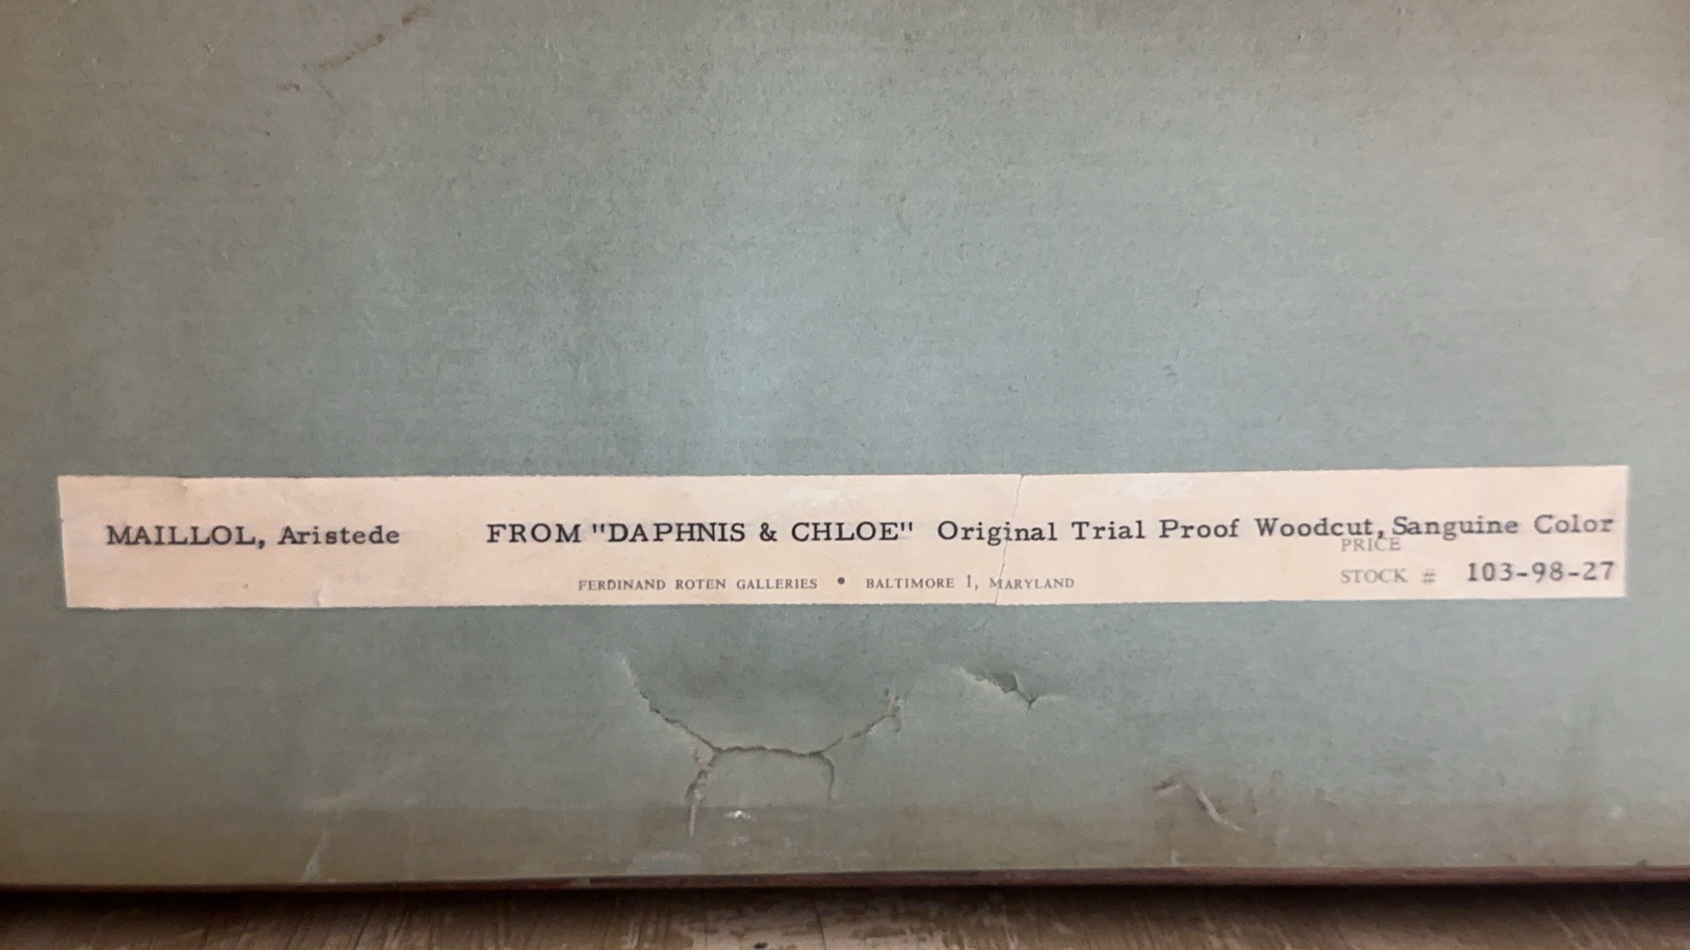 MAILLOL, Aristede FROM "DAPHNIS & CHLOE" Original Trial Proof Woodcut, Sanguine Color
PRICE
FERDINAND ROTEN GALLERIES • BALTIMORE 1, MARYLAND STOCK # 103-98-27